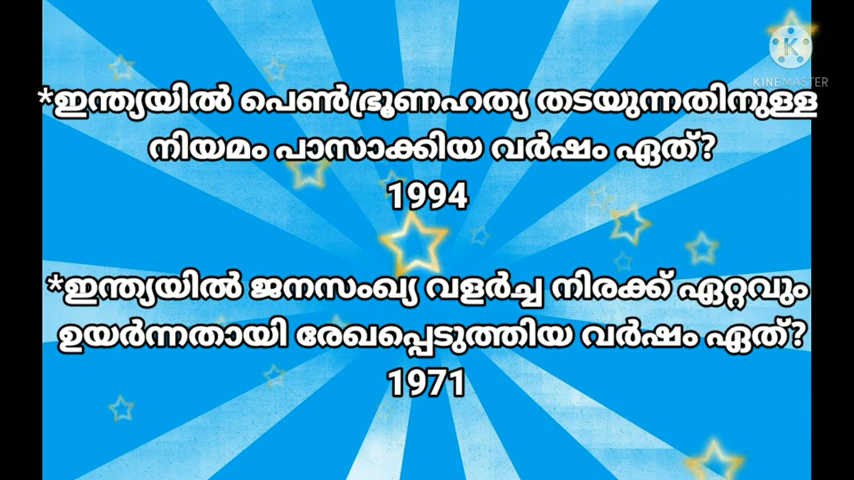 KINEMASTER
*ഇന്ത്യയിൽ പെൺഭ്രൂണഹത്യ തടയുന്നതിനുള്ള
നിയമം പാസാക്കിയ വർഷം ഏത്?
1994
*ഇന്ത്യയിൽ ജനസംഖ്യ വളർച്ച നിരക്ക് ഏറ്റവും
ഉയർന്നതായി രേഖപ്പെടുത്തിയ വർഷം ഏത്?
1971